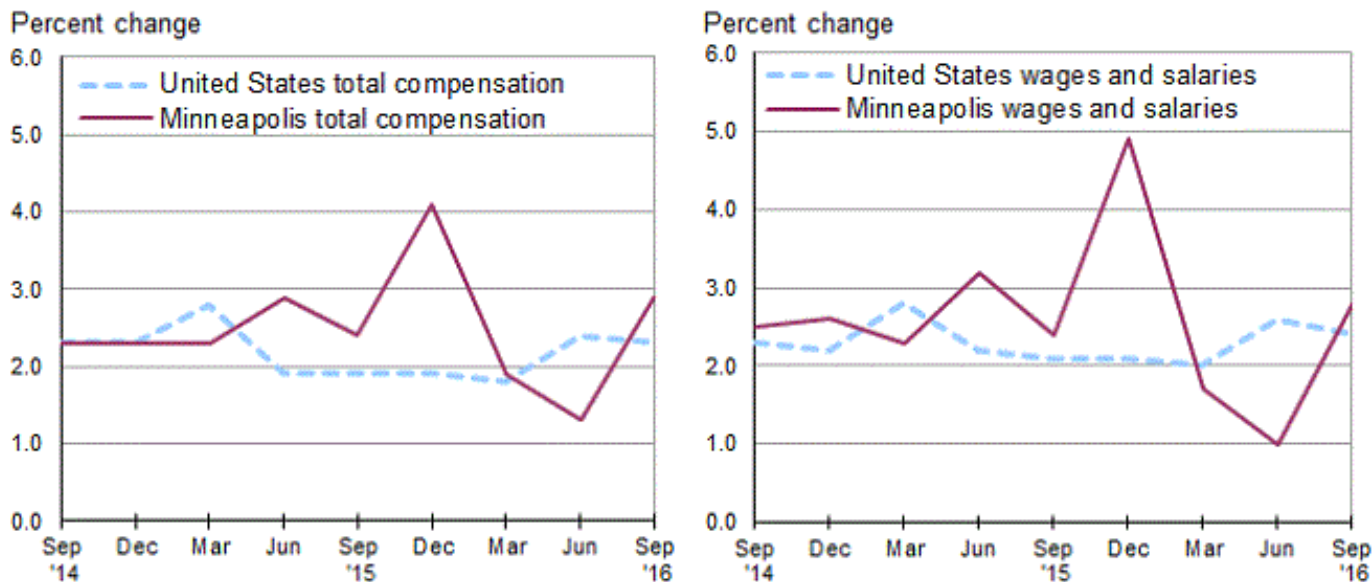 Percent change
6.0
United States total compensation
Minneapolis total compensation
5.0
4.0
3.0
2.0
1.0
0.0
Sep Dec Mar Jun Sep Dec Mar Jun Sep
'14 '15 '16
Percent change
6.0
United States wages and salaries
Minneapolis wages and salaries
5.0
4.0
3.0
2.0
1.0
0.0
Sep Dec Mar Jun Sep Dec Mar Jun Sep
'14 '15 '16